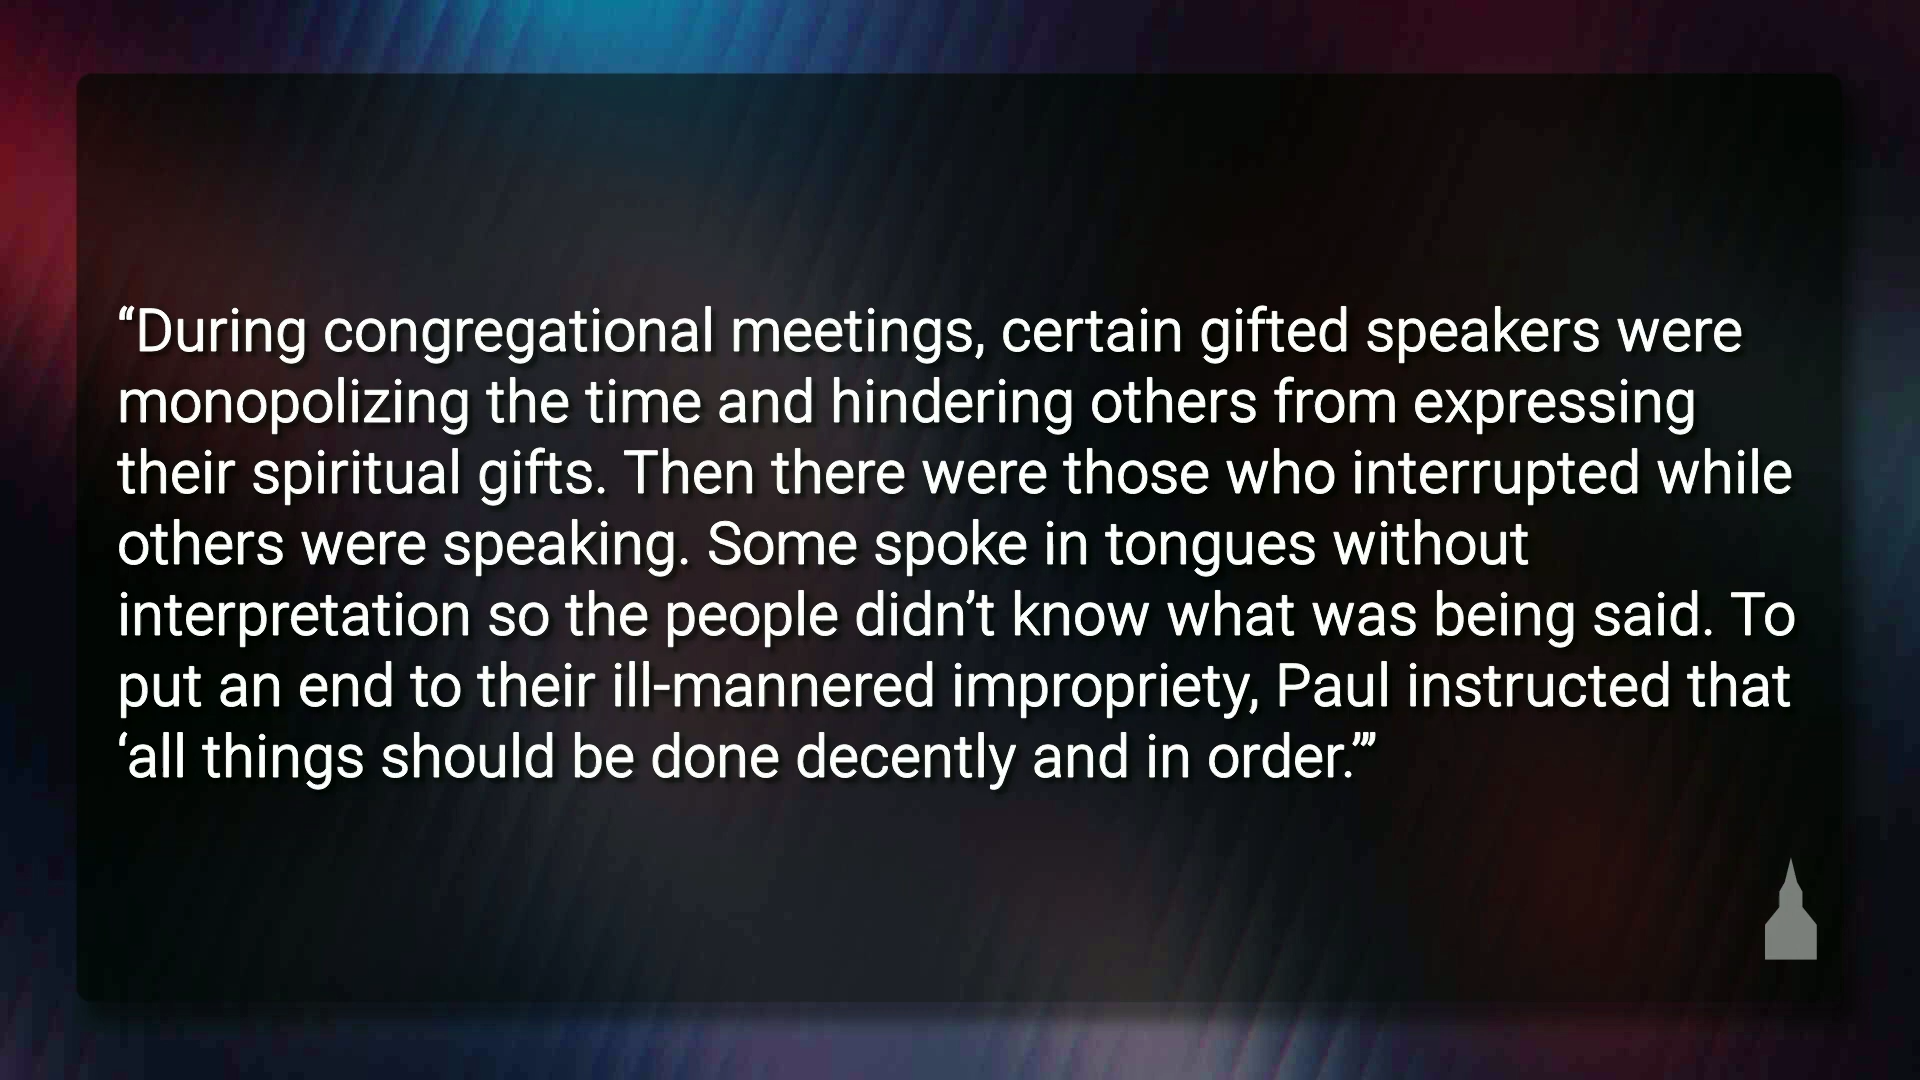 “During congregational meetings, certain gifted speakers were
monopolizing the time and hindering others from expressing
their spiritual gifts. Then there were those who interrupted while
others were speaking. Some spoke in tongues without
interpretation so the people didn’t know what was being said. To
put an end to their ill-mannered impropriety, Paul instructed that
‘all things should be done decently and in order.’”